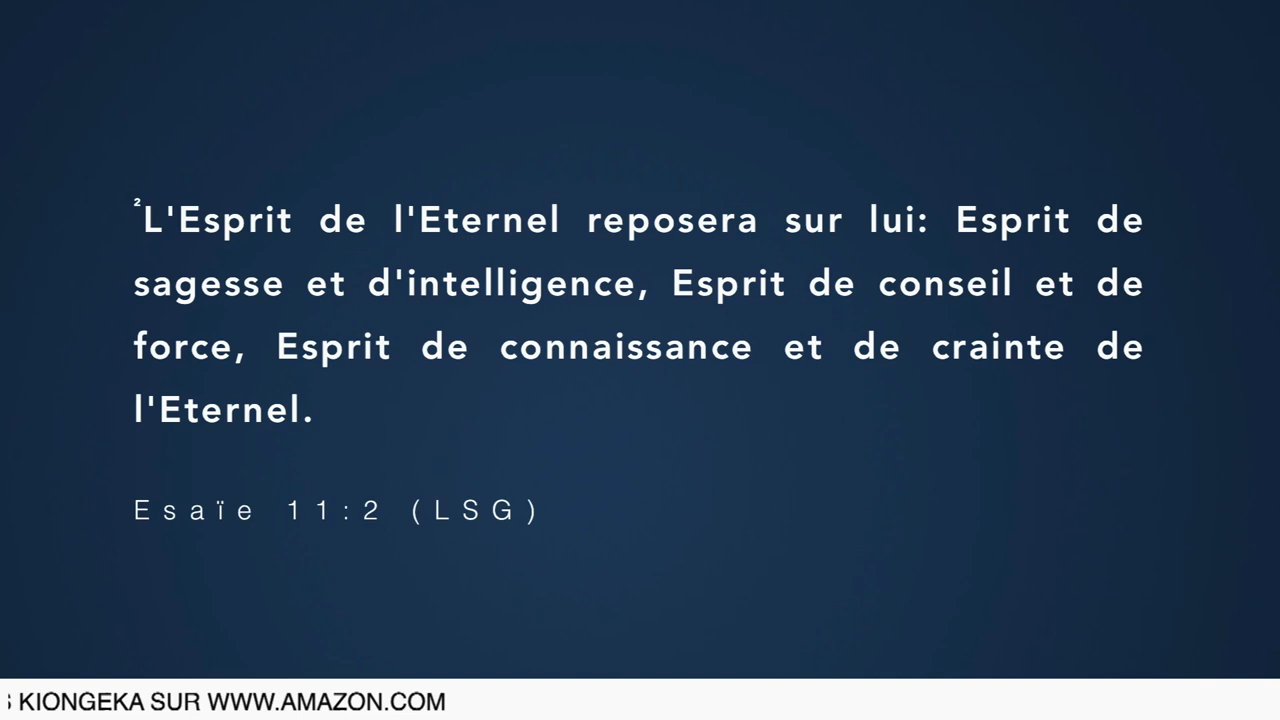 ²L'Esprit de l'Eternel reposera sur lui: Esprit de
sagesse et d'intelligence, Esprit de conseil et de
force, Esprit de connaissance et de crainte de
l'Eternel.
Esaïe 11:2 (LSG)
KIONGEKA SUR WWW.AMAZON.COM